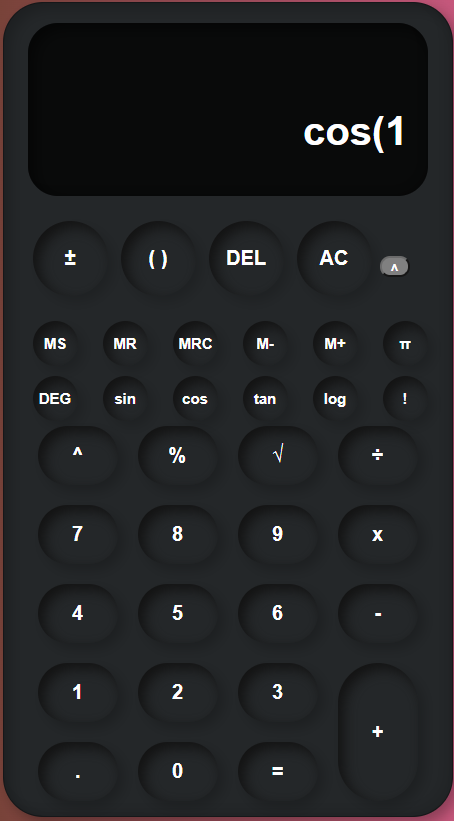 cos(1
± ( ) DEL AC ʌ
MS MR MRC M- M+ π
DEG sin cos tan log !
^ % √ ÷
7 8 9 x
4 5 6 -
1 2 3
+
. 0 =